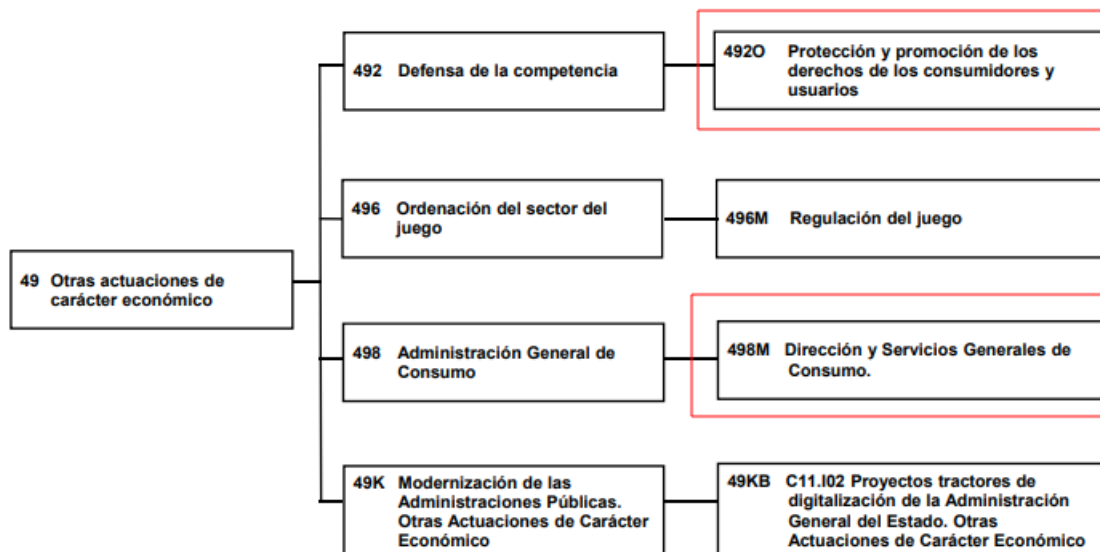 492 Defensa de la competencia
492O Protección y promoción de los
derechos de los consumidores y
usuarios
496 Ordenación del sector del
juego
496M Regulación del juego
49 Otras actuaciones de
carácter económico
498 Administración General de
Consumo
498M Dirección y Servicios Generales de
Consumo.
49K Modernización de las
Administraciones Públicas.
Otras Actuaciones de Carácter
Económico
49KB C11.I02 Proyectos tractores de
digitalización de la Administración
General del Estado. Otras
Actuaciones de Carácter Económico